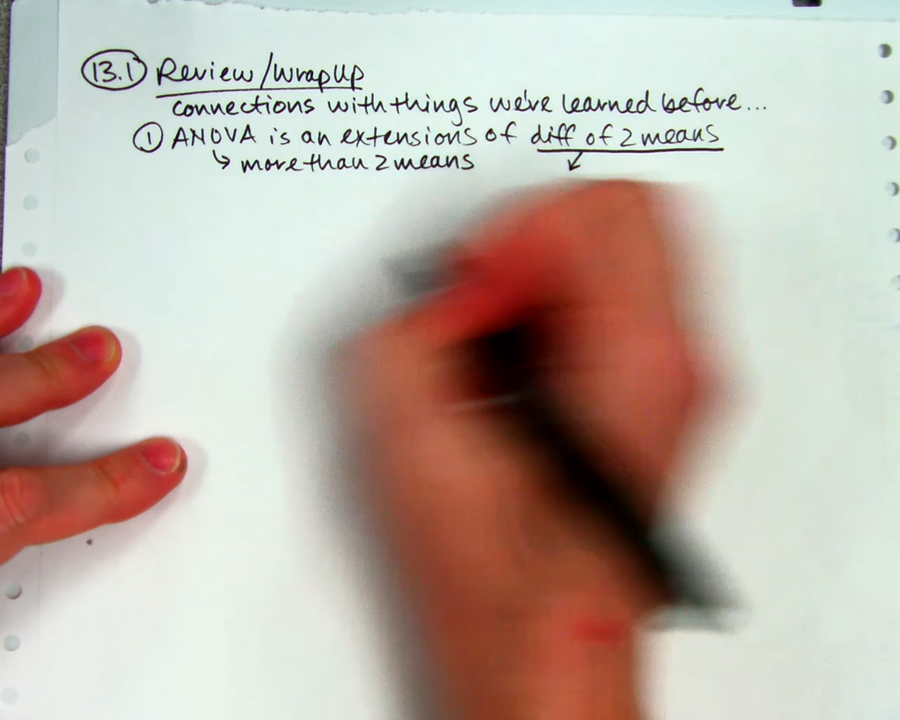 13.1 Review/WrapUp
connections with things we've learned before...
① ANOVA is an extensions of diff of 2 means
↳ more than 2 means ↙